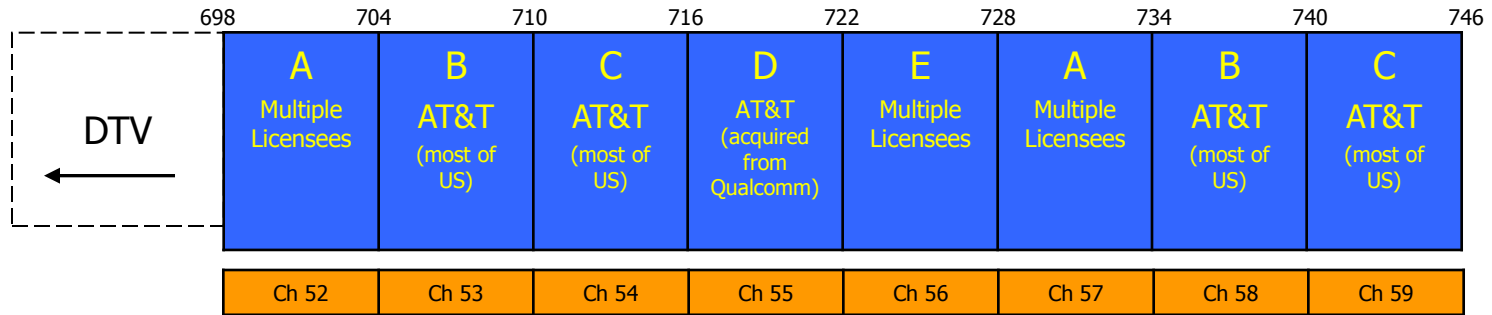 698 704 710 716 722 728 734 740 746
DTV
A
Multiple
Licensees
B
AT&T
(most of
US)
C
AT&T
(most of
US)
D
AT&T
(acquired
from
Qualcomm)
E
Multiple
Licensees
A
Multiple
Licensees
B
AT&T
(most of
US)
C
AT&T
(most of
US)
Ch 52 Ch 53 Ch 54 Ch 55 Ch 56 Ch 57 Ch 58 Ch 59